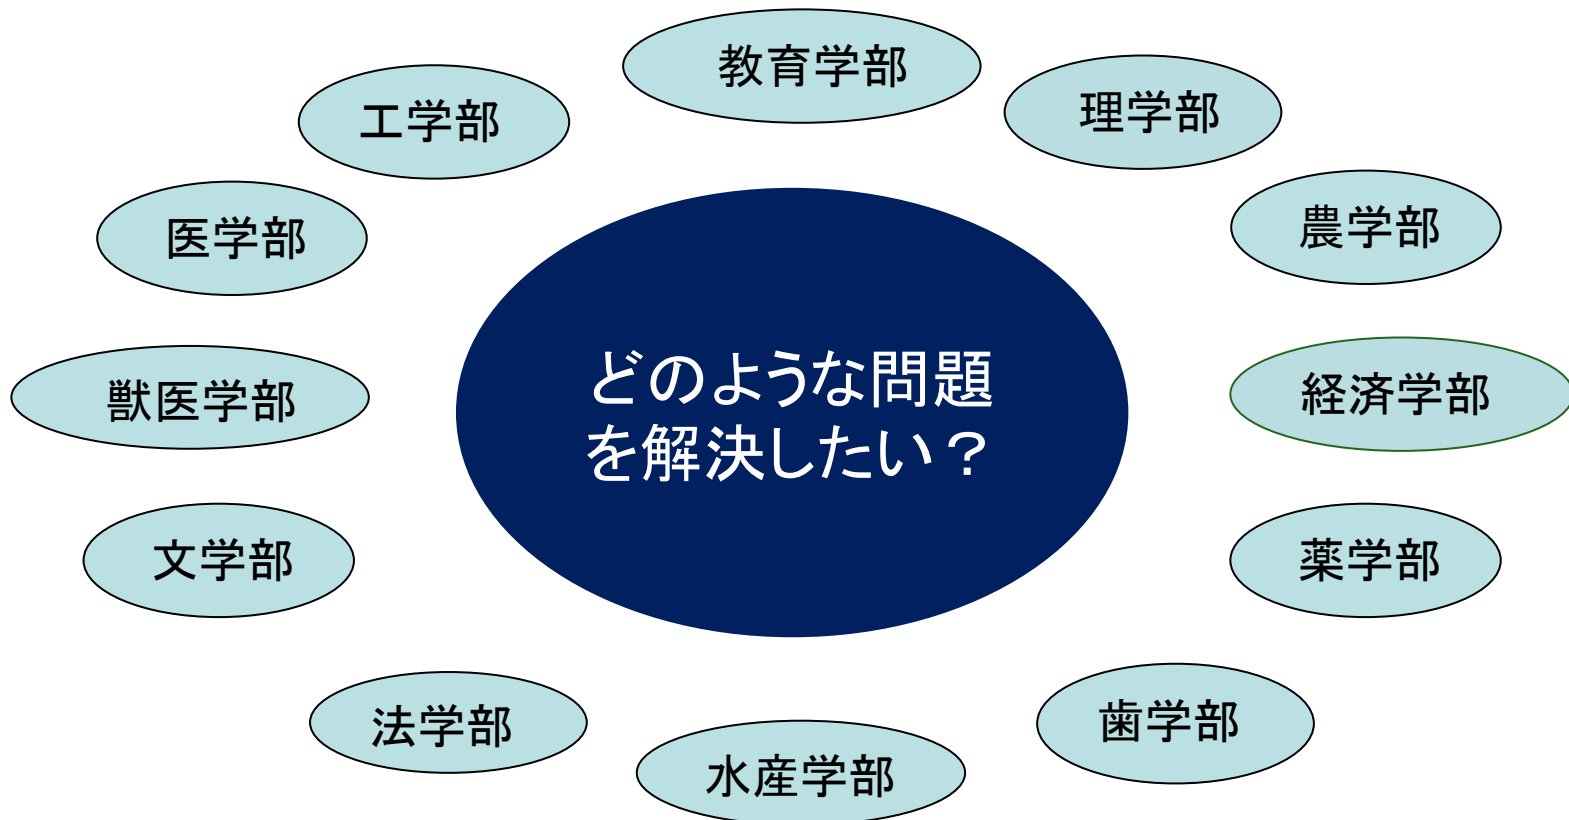 教育学部
理学部
工学部
農学部
医学部
どのような問題
を解決したい？
経済学部
獣医学部
文学部
薬学部
歯学部
法学部
水産学部